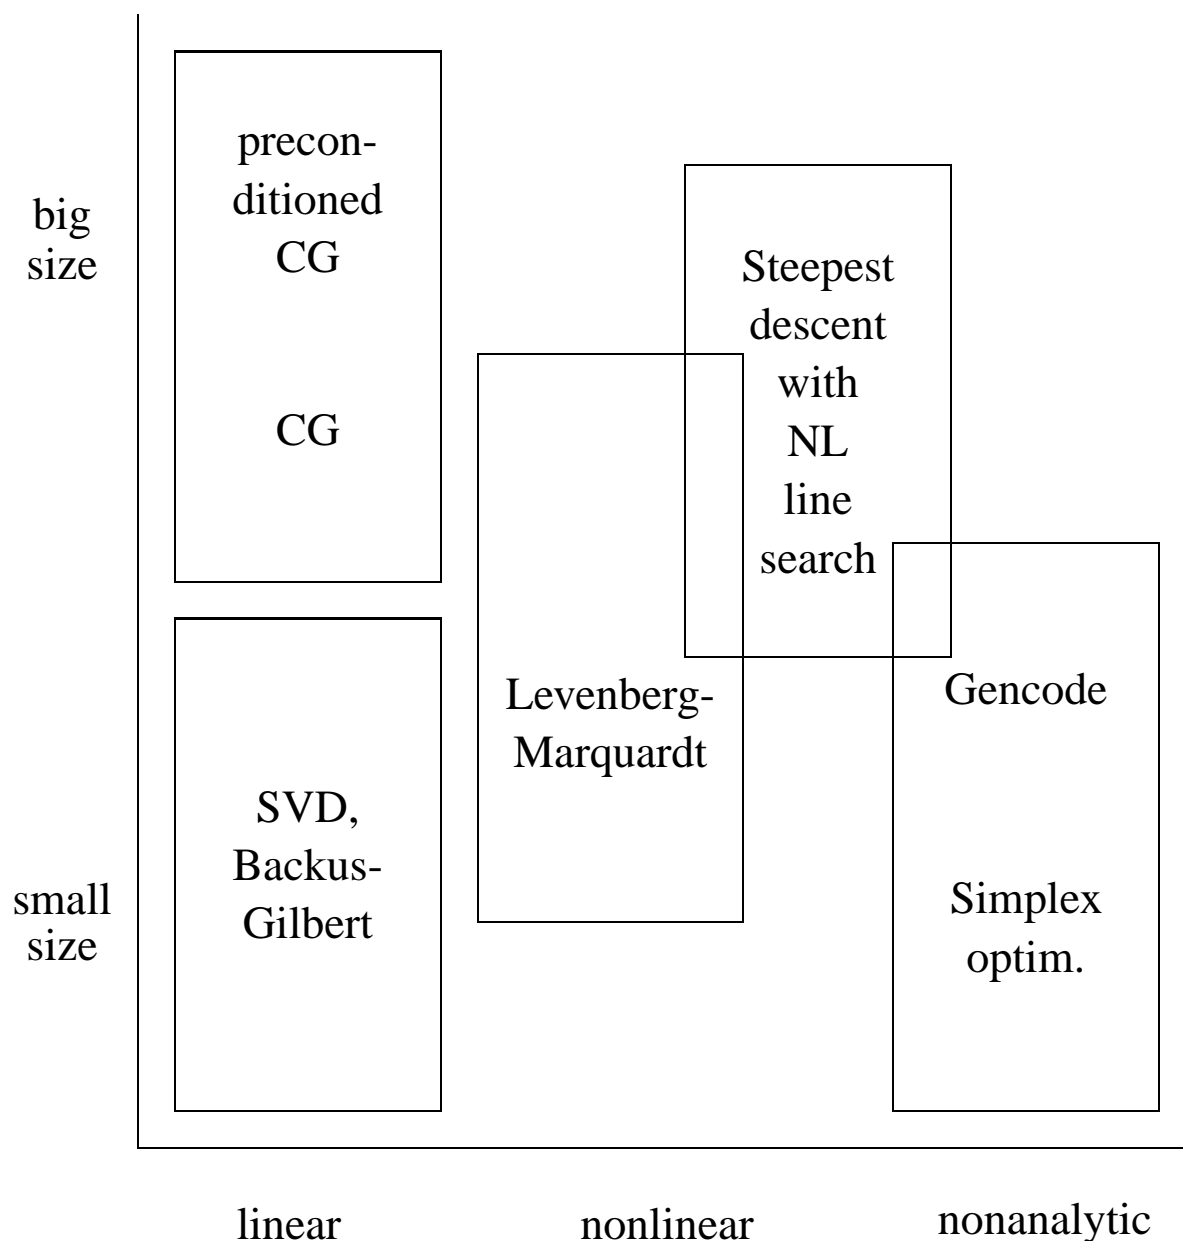 big
size
small
size
precon-
ditioned
CG
CG
SVD,
Backus-
Gilbert
Levenberg-
Marquardt
Steepest
descent
with
NL
line
search
Gencode
Simplex
optim.
linear
nonlinear
nonanalytic